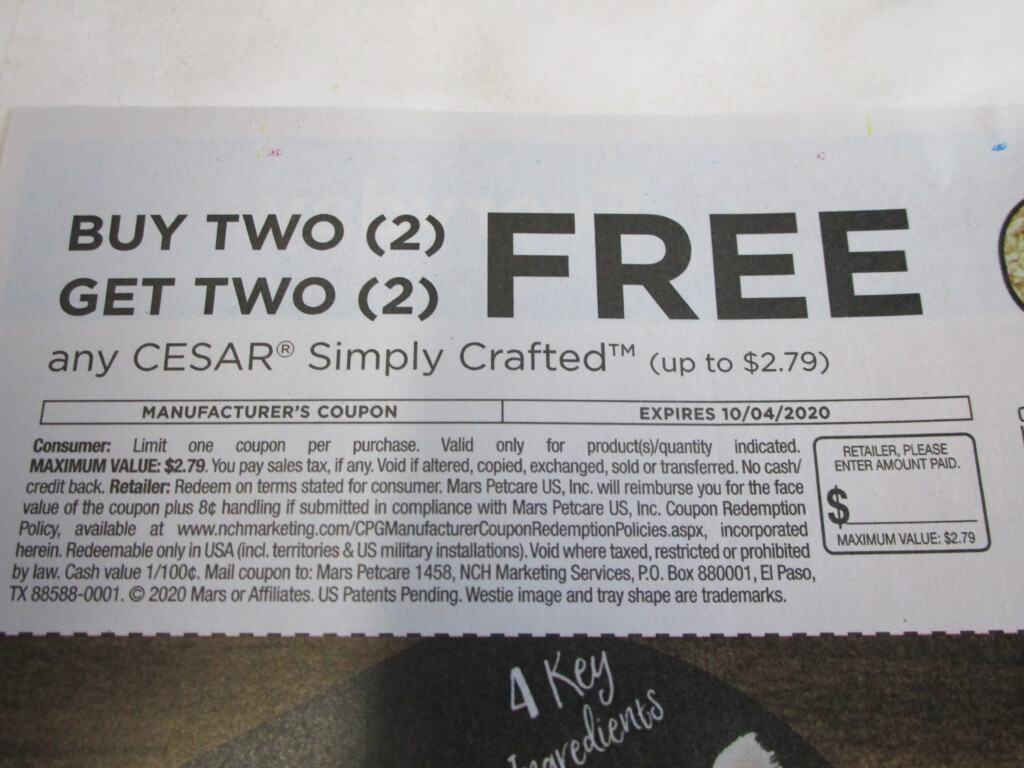 BUY TWO (2)
GET TWO (2)
FREE
any CESAR® Simply Crafted™ (up to $2.79)
MANUFACTURER'S COUPON
EXPIRES 10/04/2020
Consumer: Limit one coupon per purchase. Valid only for product(s)/quantity indicated.
MAXIMUM VALUE: $2.79. You pay sales tax, if any. Void if altered, copied, exchanged, sold or transferred. No cash/
credit back. Retailer: Redeem on terms stated for consumer. Mars Petcare US, Inc. will reimburse you for the face
value of the coupon plus 8¢ handling if submitted in compliance with Mars Petcare US, Inc. Coupon Redemption
Policy, available at www.nchmarketing.com/CPGManufacturerCouponRedemptionPolicies.aspx, incorporated
herein. Redeemable only in USA (incl. territories & US military installations). Void where taxed, restricted or prohibited
by law. Cash value 1/100¢. Mail coupon to: Mars Petcare 1458, NCH Marketing Services, P.O. Box 880001, El Paso,
TX 88588-0001. © 2020 Mars or Affiliates. US Patents Pending. Westie image and tray shape are trademarks.
RETAILER, PLEASE
ENTER AMOUNT PAID.
$
MAXIMUM VALUE: $2.79
4 Key
Ingredients